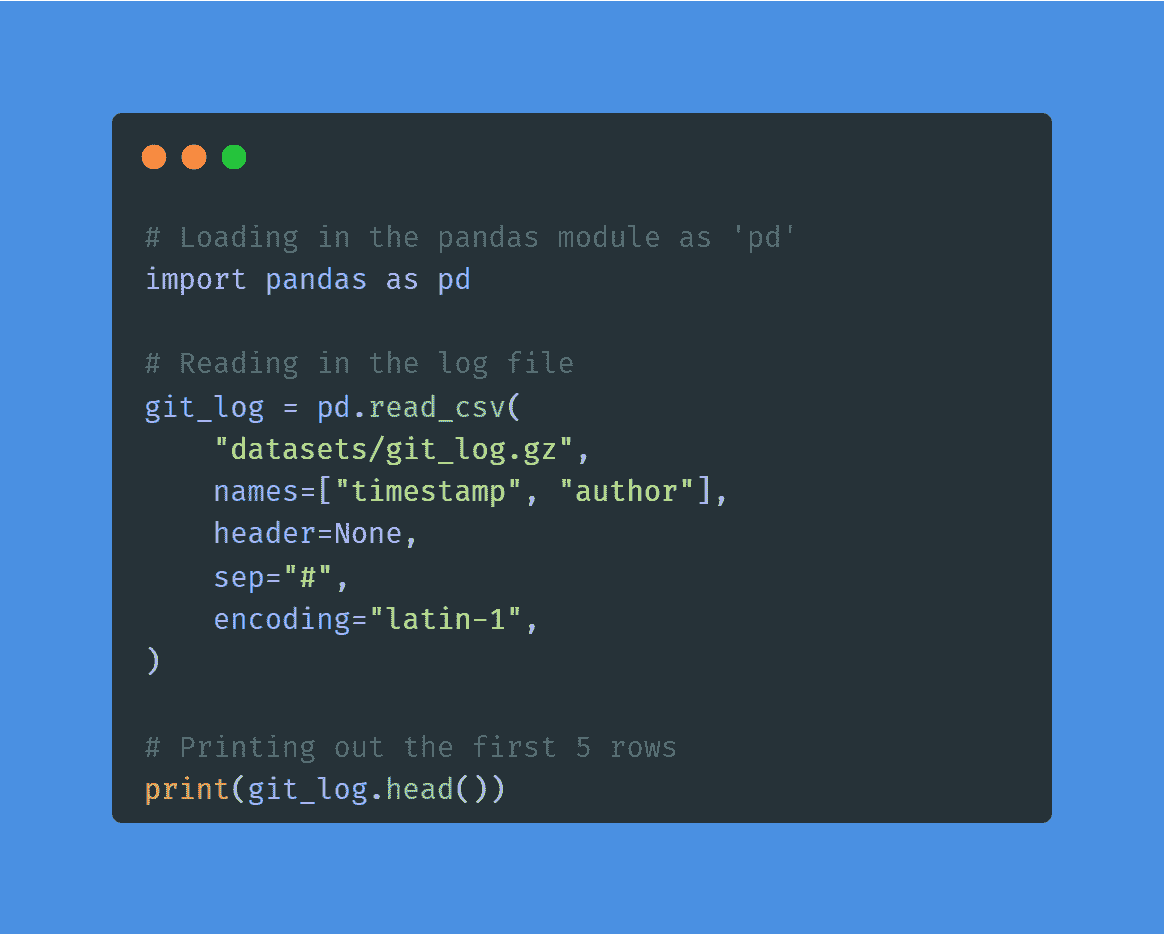 # Loading in the pandas module as 'pd'
import pandas as pd

# Reading in the log file
git_log = pd.read_csv(
    "datasets/git_log.gz",
    names=["timestamp", "author"],
    header=None,
    sep="#",
    encoding="latin-1",
)

# Printing out the first 5 rows
print(git_log.head())